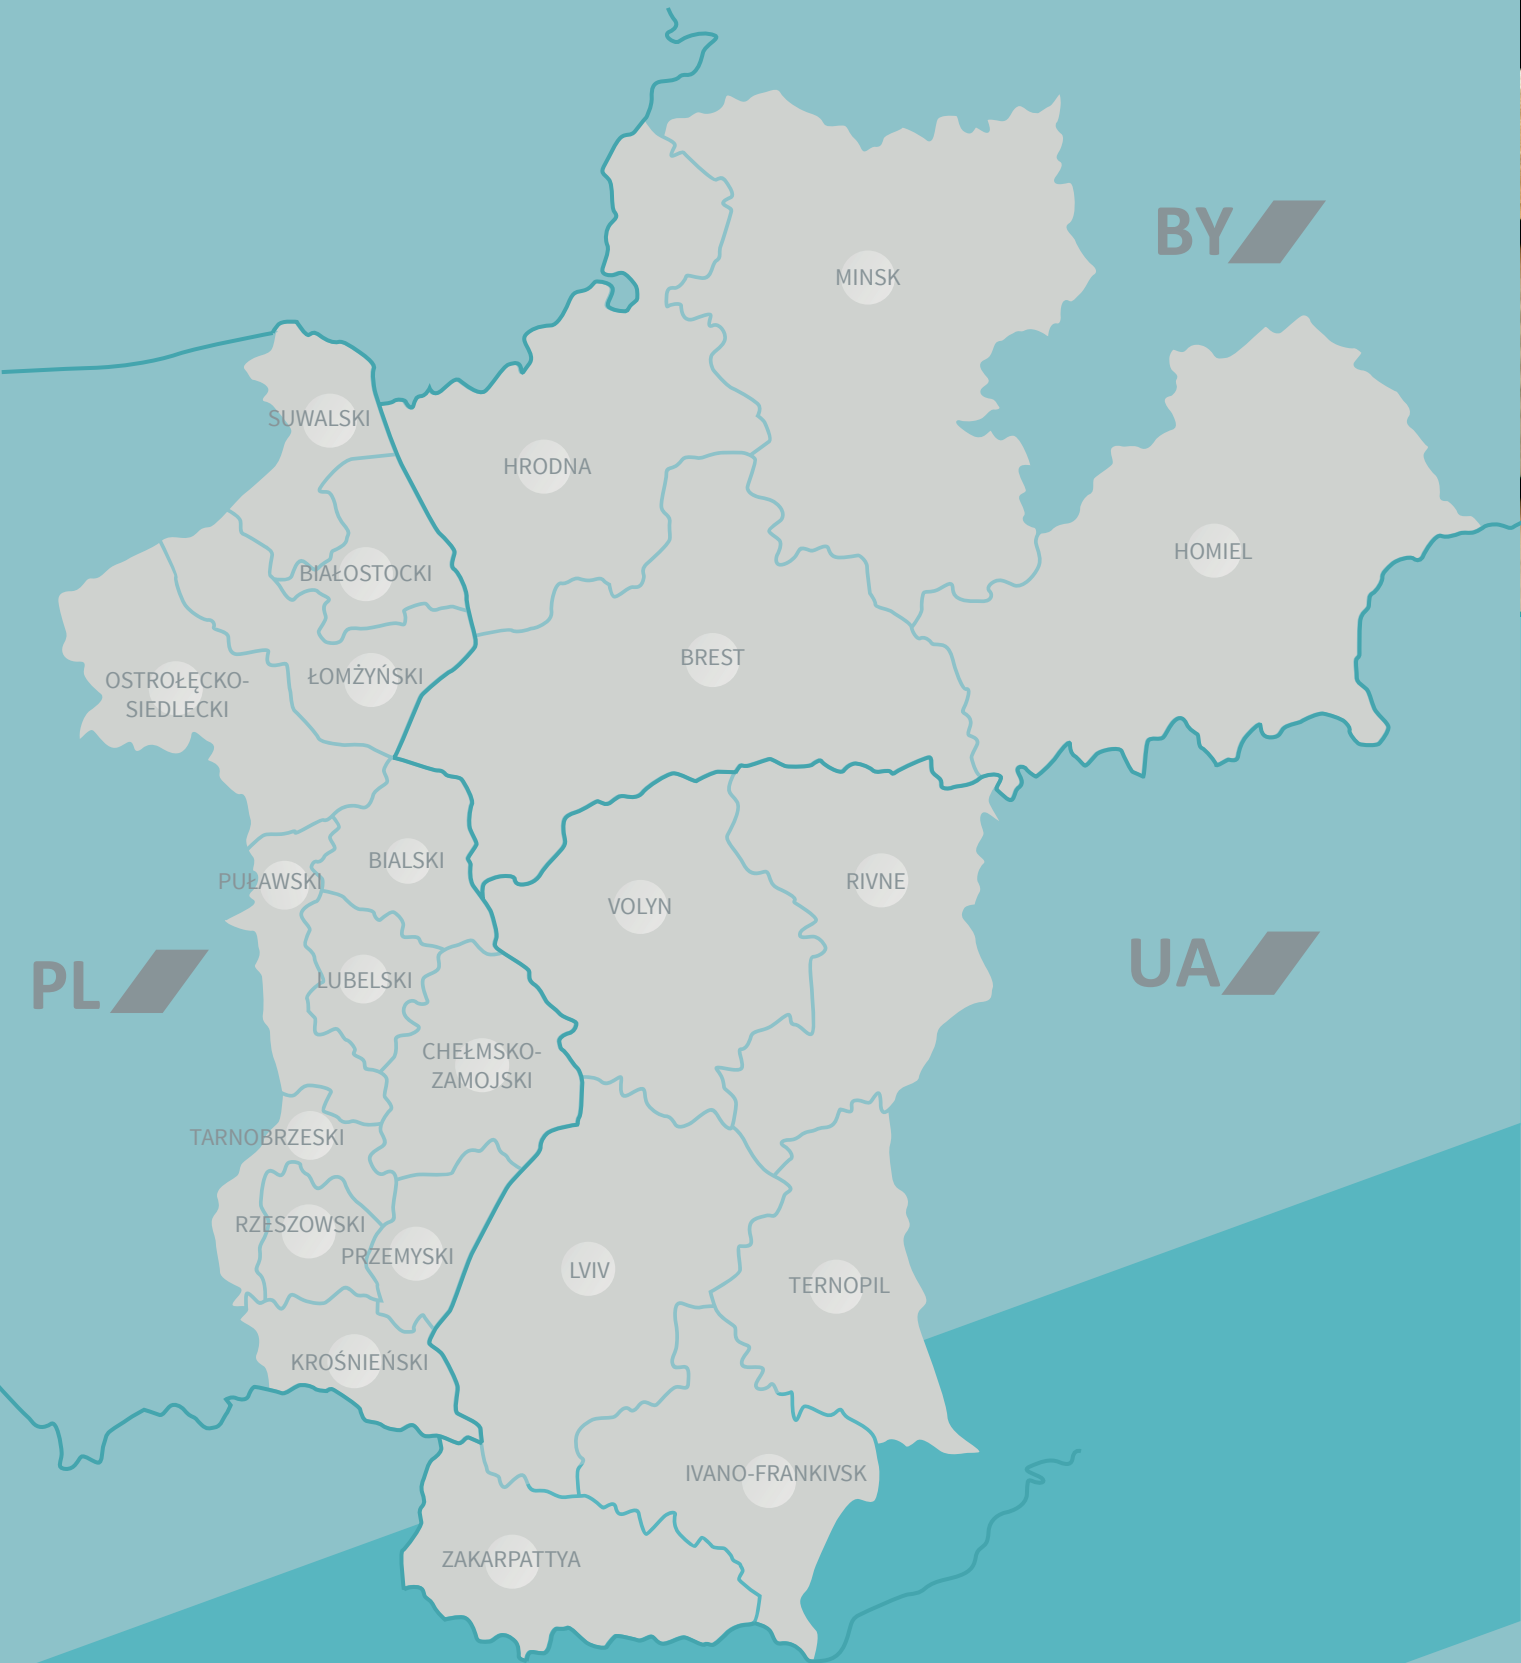 BY
MINSK
SUWALSKI
HRODNA
HOMIEL
BIAŁOSTOCKI
BREST
ŁOMŻYŃSKI
OSTROŁĘCKO-
SIEDLECKI
BIALSKI
PUŁAWSKI
RIVNE
VOLYN
UA
PL
LUBELSKI
CHEŁMSKO-
ZAMOJSKI
TARNOBRZESKI
RZESZOWSKI
PRZEMYSKI
LVIV
TERNOPIL
KROŚNIEŃSKI
IVANO-FRANKIVSK
ZAKARPATTYA